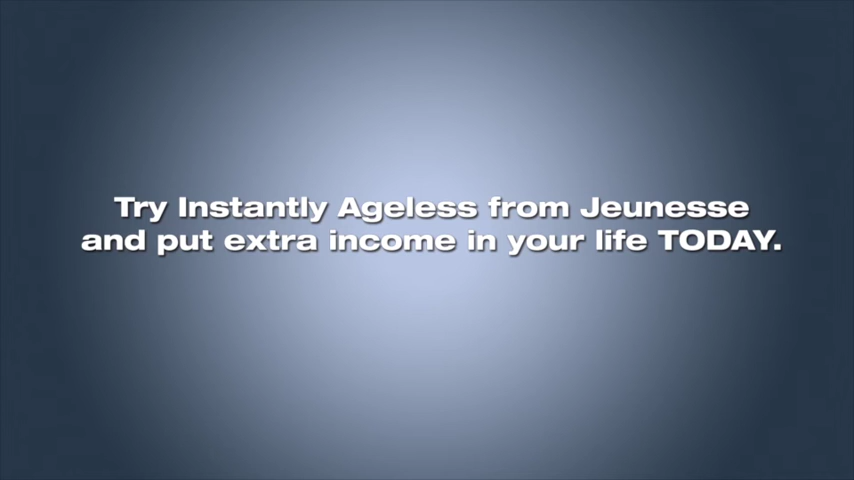 Try Instantly Ageless from Jeunesse
and put extra income in your life TODAY.